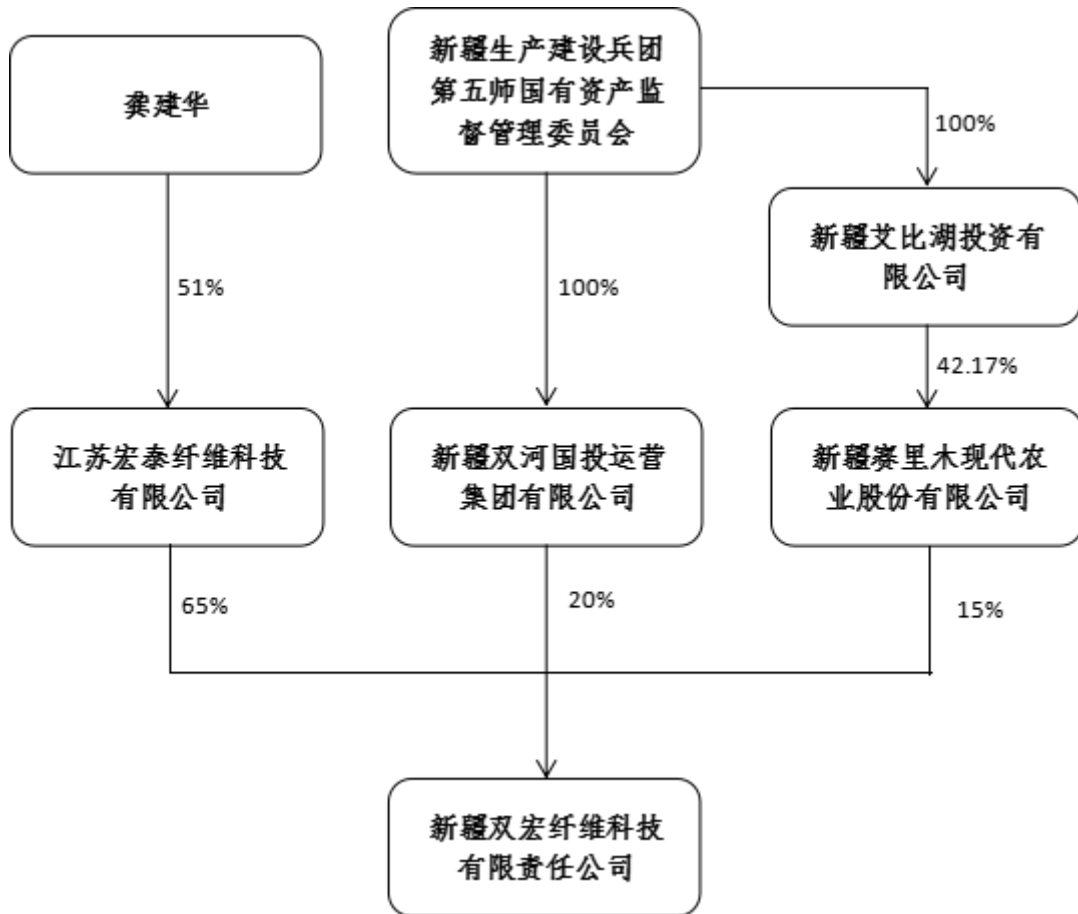 龚建华
新疆生产建设兵团
第五师国有资产监
督管理委员会
100%
新疆艾比湖投资有
限公司
51%
100%
42.17%
江苏宏泰纤维科技
有限公司
新疆双河国投运营
集团有限公司
新疆赛里木现代农
业股份有限公司
65%
20%
15%
新疆双宏纤维科技
有限责任公司